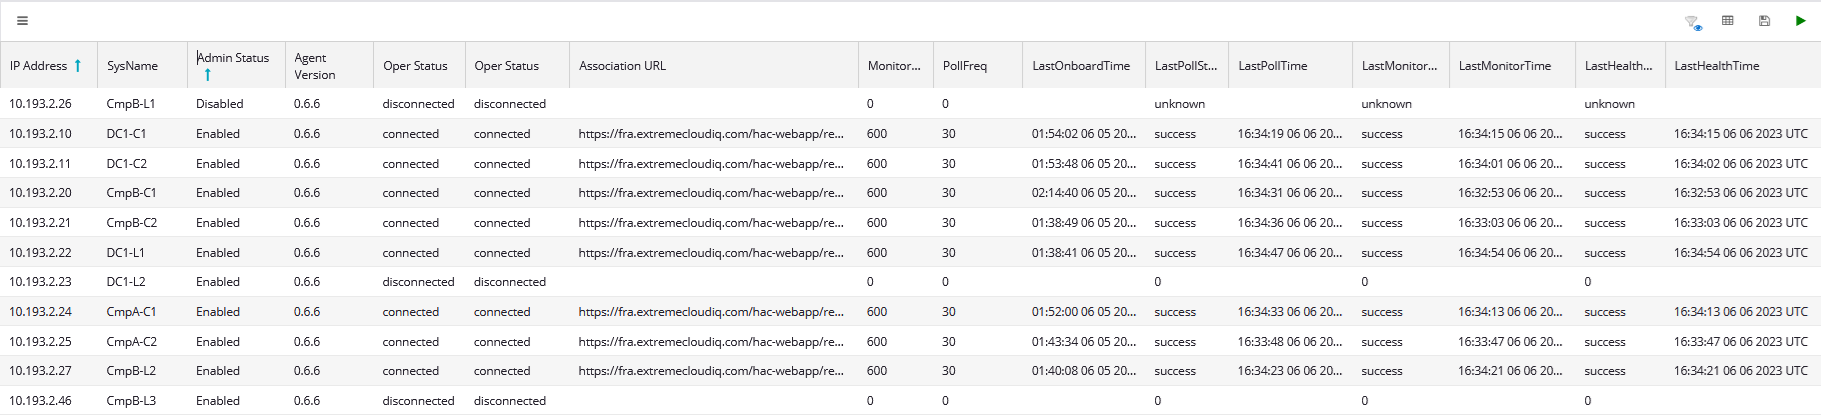 IP Address SysName Admin Status Agent Version Oper Status Oper Status Association URL Monitor... PollFreq LastOnboardTime LastPollSt... LastPollTime LastMonitor... LastMonitorTime LastHealth... LastHealthTime
10.193.2.26 CmpB-L1 Disabled 0.6.6 disconnected disconnected 0 0 unknown unknown unknown
10.193.2.10 DC1-C1 Enabled 0.6.6 connected connected https://fra.extremecloudiq.com/hac-webapp/re... 600 30 01:54:02 06 05 20... success 16:34:19 06 06 20... success 16:34:15 06 06 20... success 16:34:15 06 06 2023 UTC
10.193.2.11 DC1-C2 Enabled 0.6.6 connected connected https://fra.extremecloudiq.com/hac-webapp/re... 600 30 01:53:48 06 05 20... success 16:34:41 06 06 20... success 16:34:01 06 06 20... success 16:34:02 06 06 2023 UTC
10.193.2.20 CmpB-C1 Enabled 0.6.6 connected connected https://fra.extremecloudiq.com/hac-webapp/re... 600 30 02:14:40 06 05 20... success 16:34:31 06 06 20... success 16:32:53 06 06 20... success 16:32:53 06 06 2023 UTC
10.193.2.21 CmpB-C2 Enabled 0.6.6 connected connected https://fra.extremecloudiq.com/hac-webapp/re... 600 30 01:38:49 06 05 20... success 16:34:36 06 06 20... success 16:33:03 06 06 20... success 16:33:03 06 06 2023 UTC
10.193.2.22 DC1-L1 Enabled 0.6.6 connected connected https://fra.extremecloudiq.com/hac-webapp/re... 600 30 01:38:41 06 05 20... success 16:34:47 06 06 20... success 16:34:54 06 06 20... success 16:34:54 06 06 2023 UTC
10.193.2.23 DC1-L2 Enabled 0.6.6 disconnected disconnected 0 0 0 0 0
10.193.2.24 CmpA-C1 Enabled 0.6.6 connected connected https://fra.extremecloudiq.com/hac-webapp/re... 600 30 01:52:00 06 05 20... success 16:34:33 06 06 20... success 16:34:13 06 06 20... success 16:34:13 06 06 2023 UTC
10.193.2.25 CmpA-C2 Enabled 0.6.6 connected connected https://fra.extremecloudiq.com/hac-webapp/re... 600 30 01:43:34 06 05 20... success 16:33:48 06 06 20... success 16:33:47 06 06 20... success 16:33:47 06 06 2023 UTC
10.193.2.27 CmpB-L2 Enabled 0.6.6 connected connected https://fra.extremecloudiq.com/hac-webapp/re... 600 30 01:40:08 06 05 20... success 16:34:23 06 06 20... success 16:34:21 06 06 20... success 16:34:21 06 06 2023 UTC
10.193.2.46 CmpB-L3 Enabled 0.6.6 disconnected disconnected 0 0 0 0 0